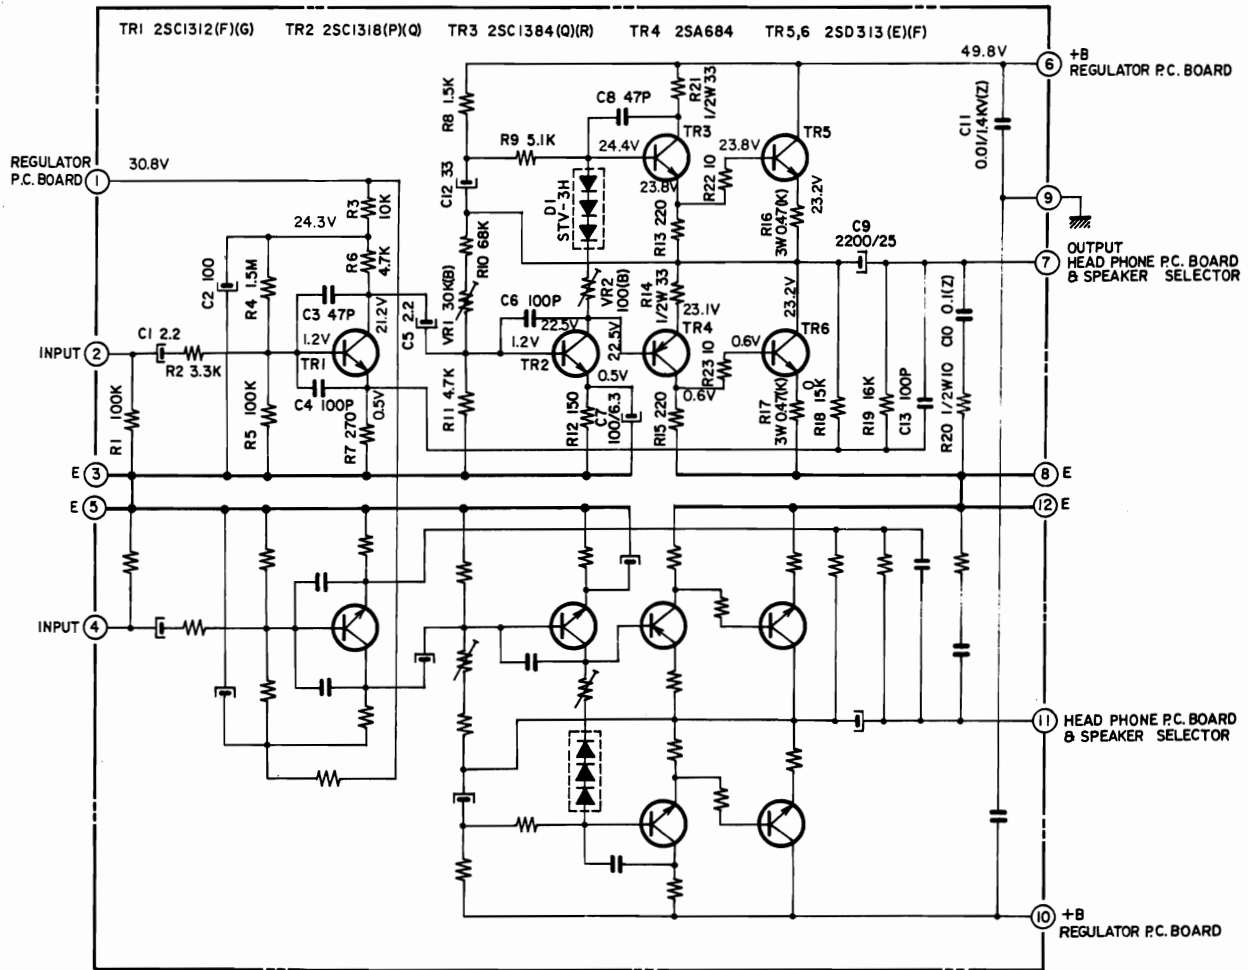 TR1 2SC1312(F)(G) TR2 2SC1318(P)(Q) TR3 2SC1384(Q)(R) TR4 2SA684 TR5,6 2SD313(E)(F)
49.8V
6
+B
REGULATOR P.C. BOARD
R8 1.5K
C8 47P
R21
1/2W 33
C11
0.01/1.4KV(Z)
TR3
TR5
R9 5.1K
24.4V
23.8V
REGULATOR
P.C. BOARD
1
30.8V
C12 33
D1
STV-3H
23.8V
R22 10
23.2V
9
R3
10K
24.3V
R10 68K
R13 220
R16
3W 0.47(K)
C9
2200/25
7
OUTPUT
HEAD PHONE P.C. BOARD
& SPEAKER SELECTOR
R6
4.7K
C2 100
R4 1.5M
C3 47P
21.2V
C5 2.2
VR1 30K(B)
C6 100P
VR2
100(B)
R14
1/2W 33
23.1V
23.2V
C10 0.1(Z)
22.5V
22.5V
TR4
TR6
INPUT
2
C1 2.2
R2 3.3K
1.2V
TR1
1.2V
TR2
0.6V
R23 10
0.5V
0.6V
0
R1 100K
R5 100K
C4 100P
0.5V
R7 270
R11 4.7K
R12 150
C7
100/6.3
R15 220
R17
3W 0.47(K)
R18 15K
R19 16K
C13 100P
R20 1/2W10
E
3
8
E
E
5
12
E
INPUT
4
11
HEAD PHONE P.C. BOARD
& SPEAKER SELECTOR
10
+B
REGULATOR P.C. BOARD